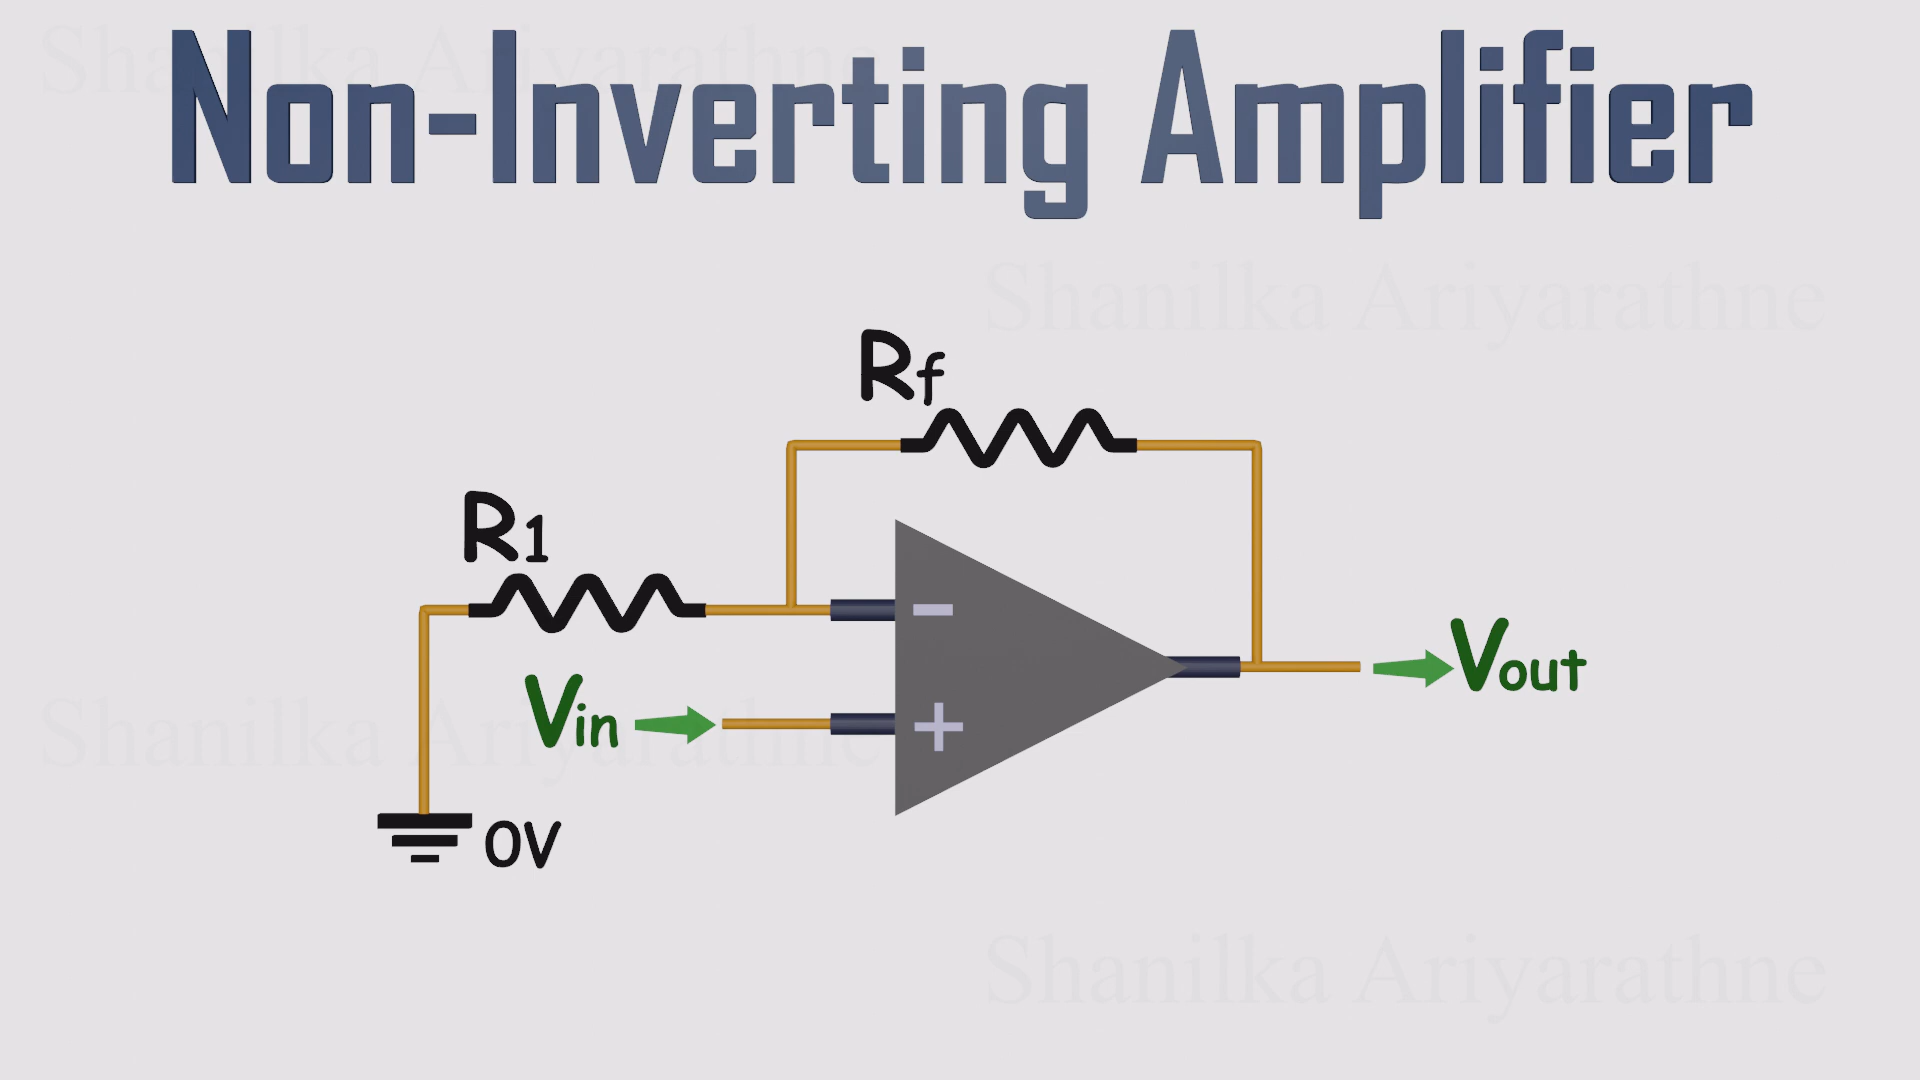 Non-Inverting Amplifier
Shanilka Ariyarathne
Shanilka Ariyarathne
Rf
R1
−
Vout
Vin
+
Shanilka Ariyarathne
0V
Shanilka Ariyarathne